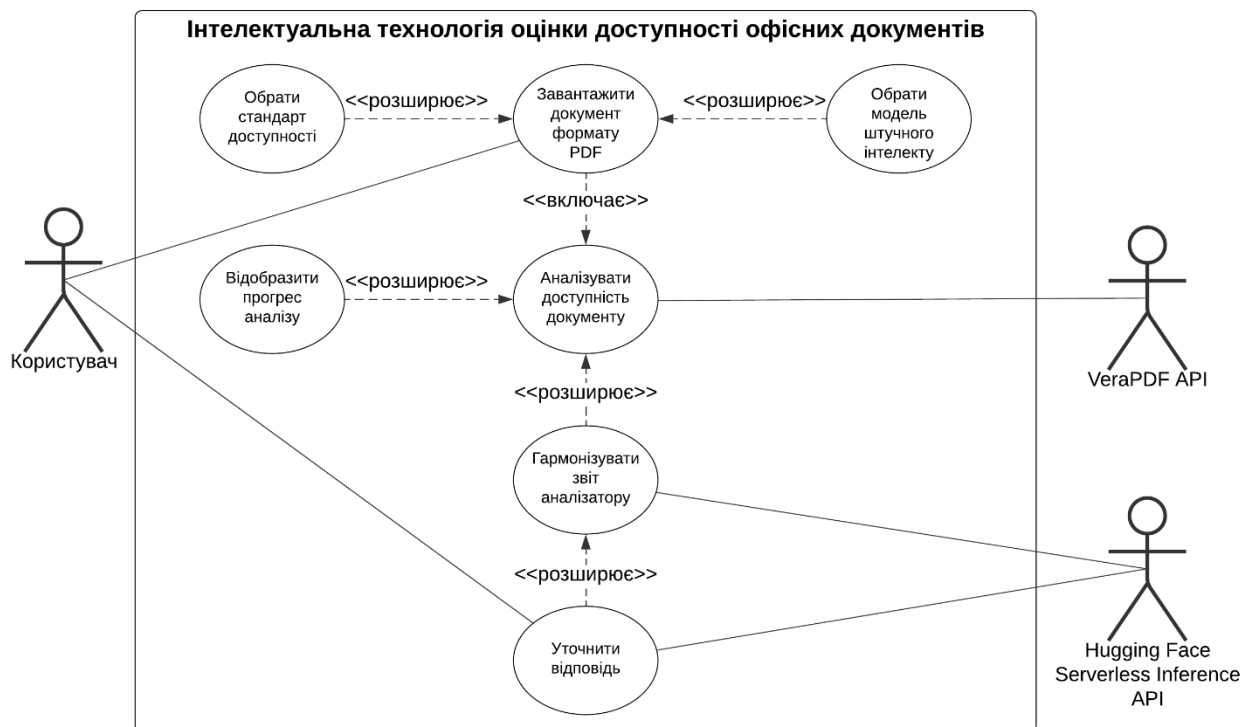 Інтелектуальна технологія оцінки доступності офісних документів
Обрати
стандарт
доступності
<<розширює>>
Завантажити
документ
формату
PDF
<<розширює>>
Обрати
модель
штучного
інтелекту
<<включає>>
Користувач
Відобразити
прогрес
аналізу
<<розширює>>
Аналізувати
доступність
документу
VeraPDF API
<<розширює>>
Гармонізувати
звіт
аналізатору
<<розширює>>
Уточнити
відповідь
Hugging Face
Serverless Inference
API